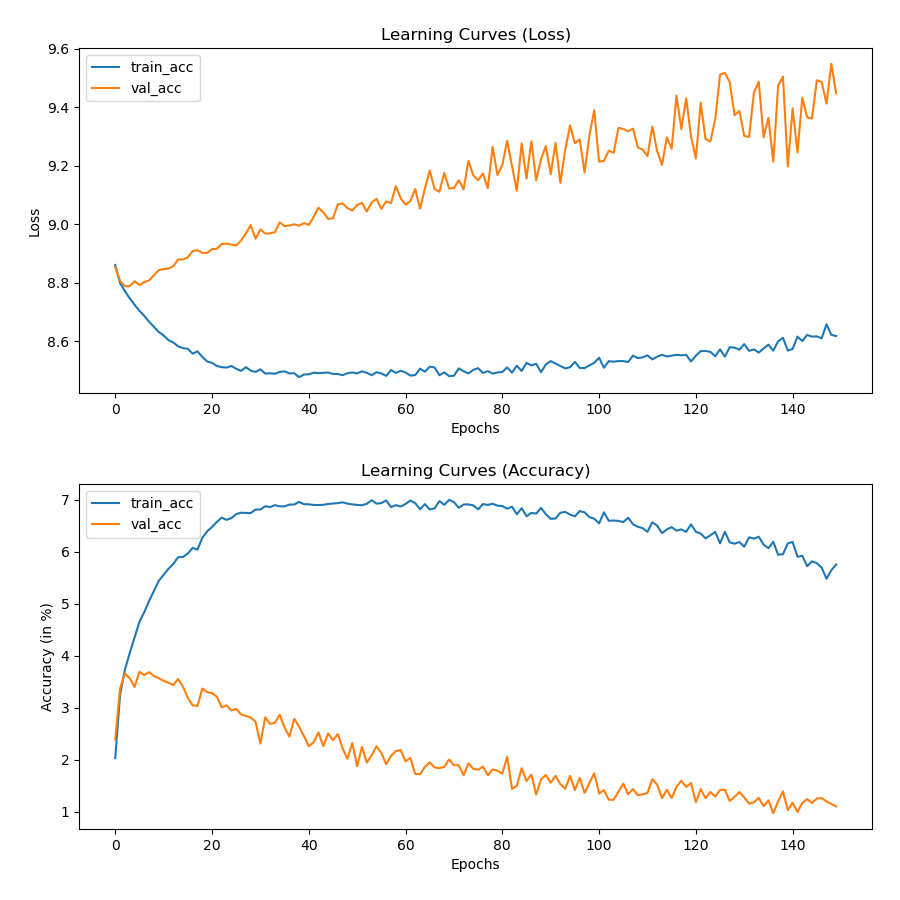 Learning Curves (Loss)
9.6
9.4
9.2
9.0
8.8
8.6
Loss
train_acc
val_acc
0 20 40 60 80 100 120 140
Epochs
Learning Curves (Accuracy)
7
6
5
4
3
2
1
Accuracy (in %)
train_acc
val_acc
0 20 40 60 80 100 120 140
Epochs